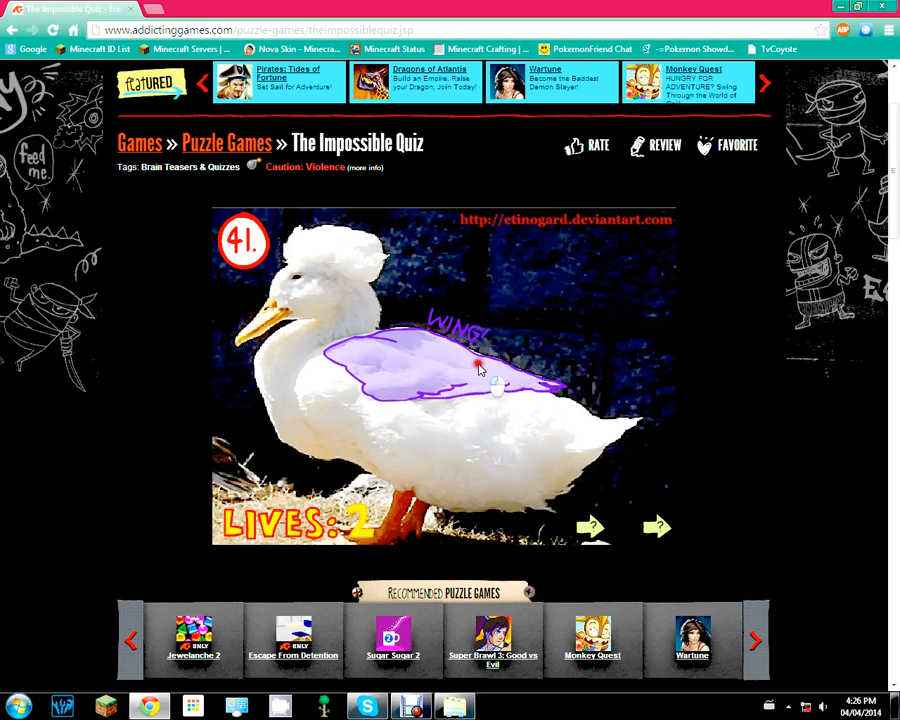 The Impossible Quiz - Fre
www.addictinggames.com/puzzle-games/theimpossiblequiz.jsp
ABP
Google
Minecraft ID List
Minecraft Servers | ...
Nova Skin - Minecra...
Minecraft Status
Minecraft Crafting | ...
PokemonFriend Chat
-=Pokemon Showd...
TvCoyote
featured
Pirates: Tides of Fortune
Set Sail for Adventure!
Dragons of Atlantis
Build an Empire, Raise
your Dragon, Join Today!
Wartune
Become the Baddest
Demon Slayer!
Monkey Quest
HUNGRY FOR
ADVENTURE? Swing
Through the World of
feed
me.
Games » Puzzle Games » The Impossible Quiz
RATE
REVIEW
FAVORITE
Tags: Brain Teasers & Quizzes
Caution: Violence (more info)
41.
http://etinogard.deviantart.com
WING!
LIVES: 2
?
?
RECOMMENDED PUZZLE GAMES
ONLY
ONLY
2
Jewelanche 2
Escape From Detention
Sugar Sugar 2
Super Brawl 3: Good vs
Evil
Monkey Quest
Wartune
4:26 PM
04/04/2014